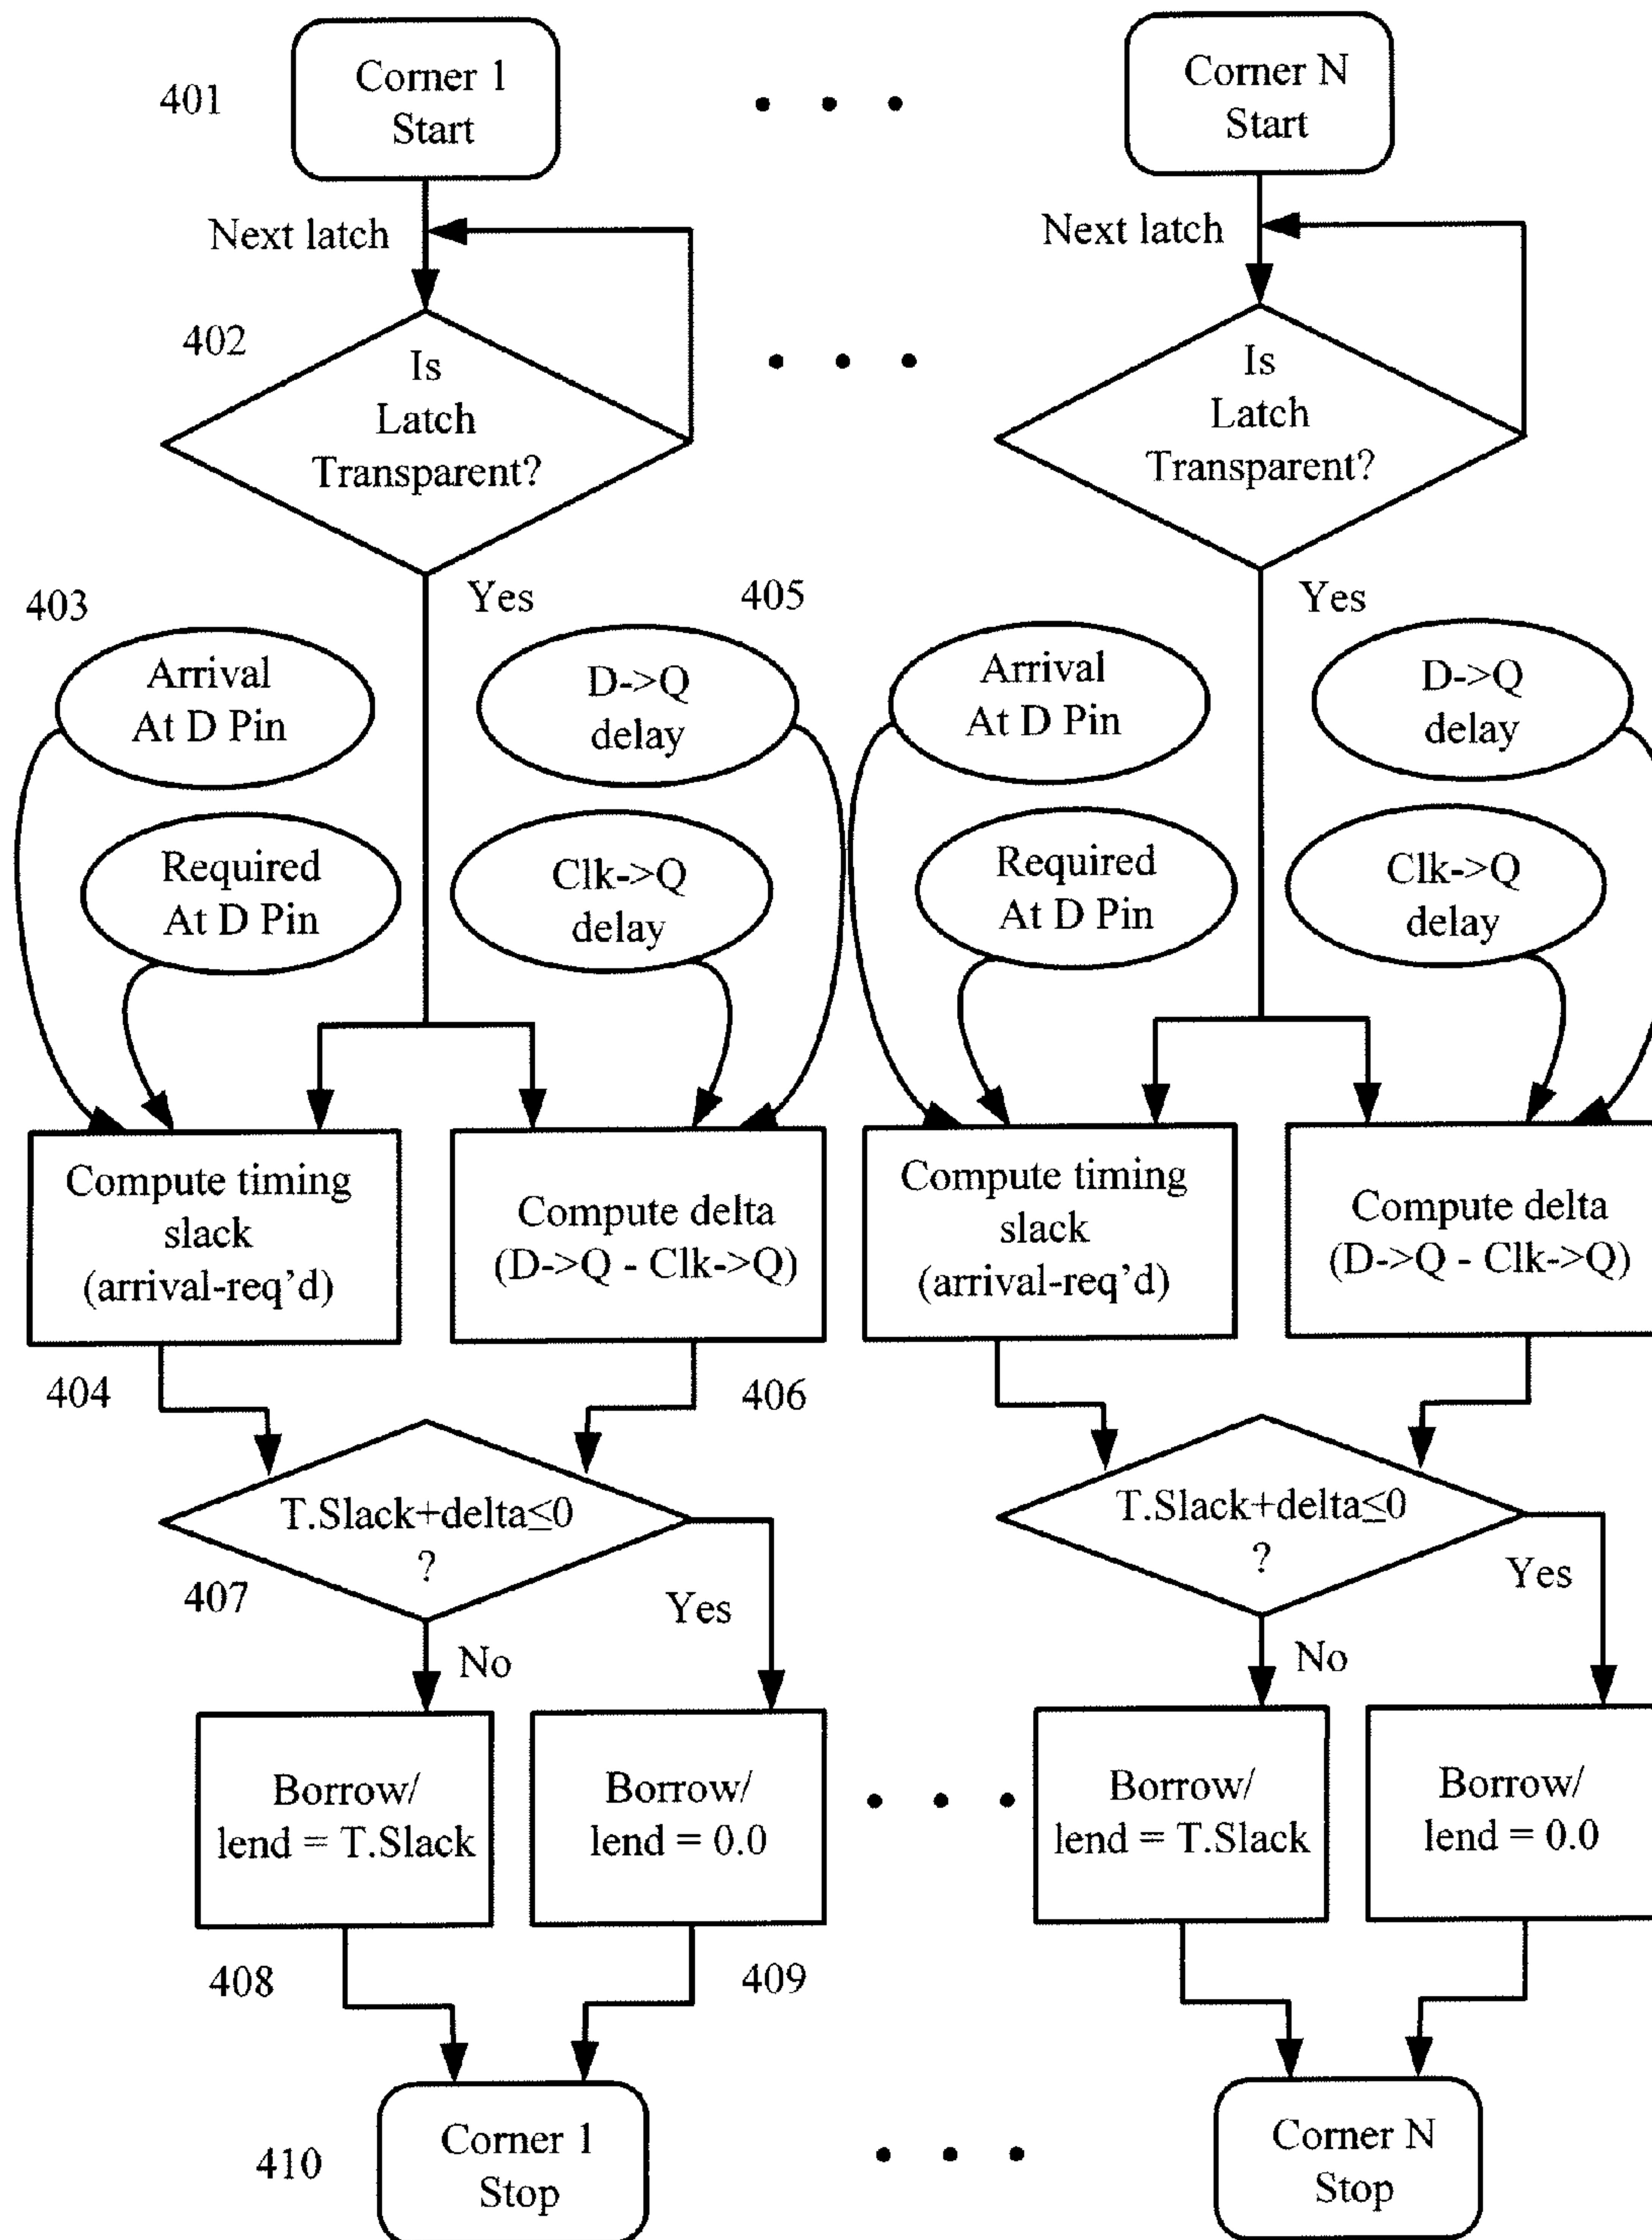 401
Corner 1
Start
Corner N
Start
Next latch
Next latch
402
Is
Latch
Transparent?
Is
Latch
Transparent?
403
Yes
405
Yes
Arrival
At D Pin
D->Q
delay
Arrival
At D Pin
D->Q
delay
Required
At D Pin
Clk->Q
delay
Required
At D Pin
Clk->Q
delay
Compute timing
slack
(arrival-req'd)
Compute delta
(D->Q - Clk->Q)
Compute timing
slack
(arrival-req'd)
Compute delta
(D->Q - Clk->Q)
404
406
T.Slack+delta≤0
?
T.Slack+delta≤0
?
407
Yes
No
Yes
No
Borrow/
lend = T.Slack
Borrow/
lend = 0.0
Borrow/
lend = T.Slack
Borrow/
lend = 0.0
408
409
410
Corner 1
Stop
Corner N
Stop